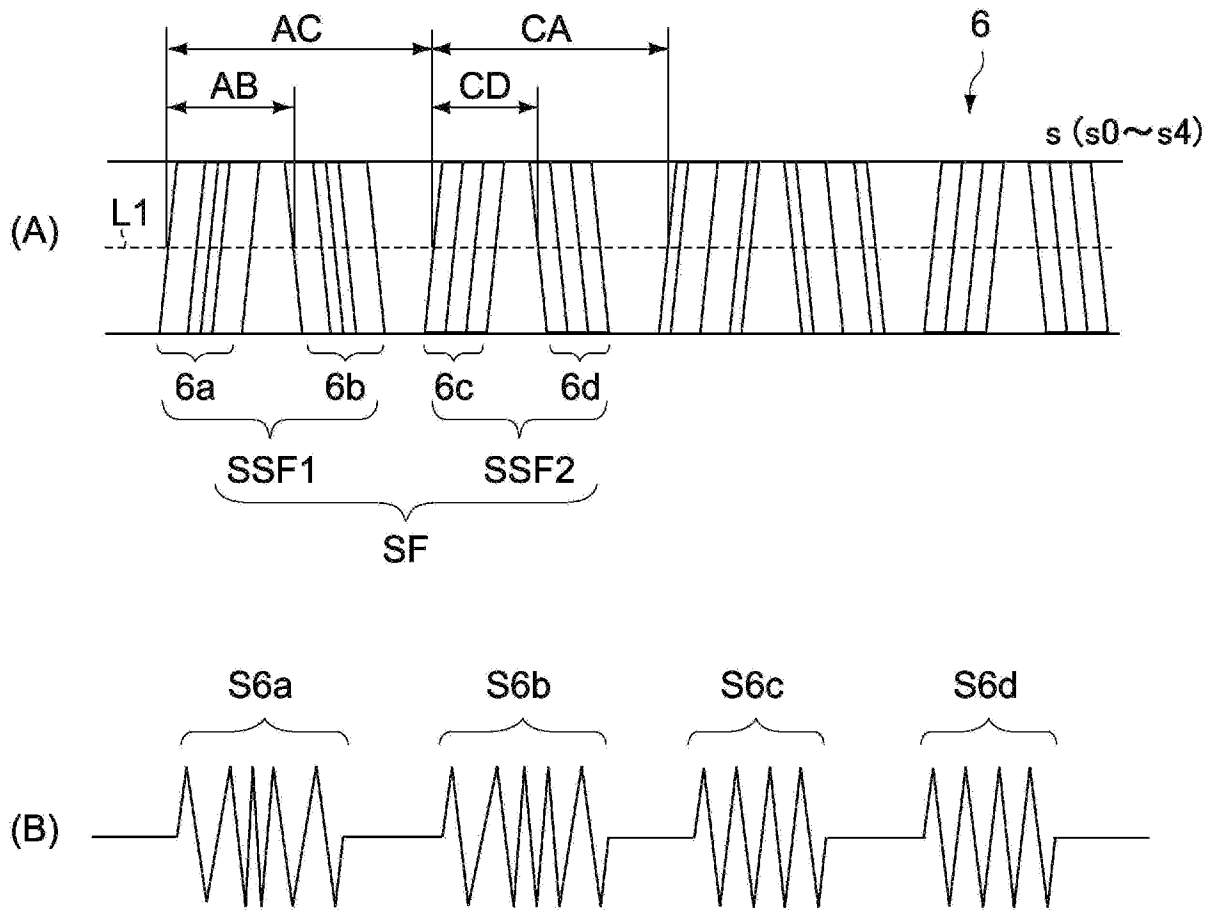 AC CA 6
AB CD
s (s0〜s4)
L1
(A)
6a 6b 6c 6d
SSF1 SSF2
SF
S6a S6b S6c S6d
(B)